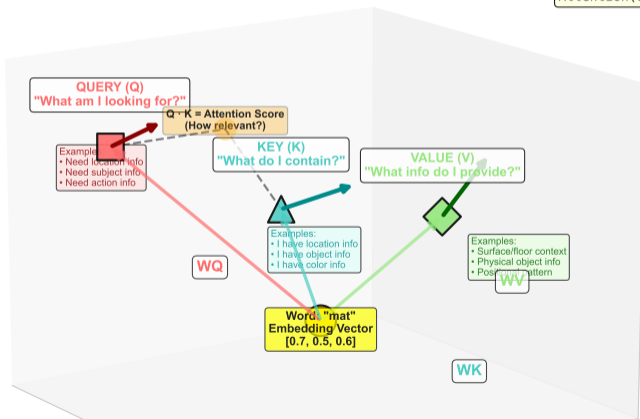 QUERY (Q)
"What am I looking for?"
Q · K = Attention Score
(How relevant?)
Examples:
• Need location info
• Need subject info
• Need action info
KEY (K)
"What do I contain?"
VALUE (V)
"What info do I provide?"
Examples:
• I have location info
• I have object info
• I have color info
Examples:
• Surface/floor context
• Physical object info
• pattern
WQ
WV
Word: "mat"
Embedding Vector
[0.7, 0.5, 0.6]
WK